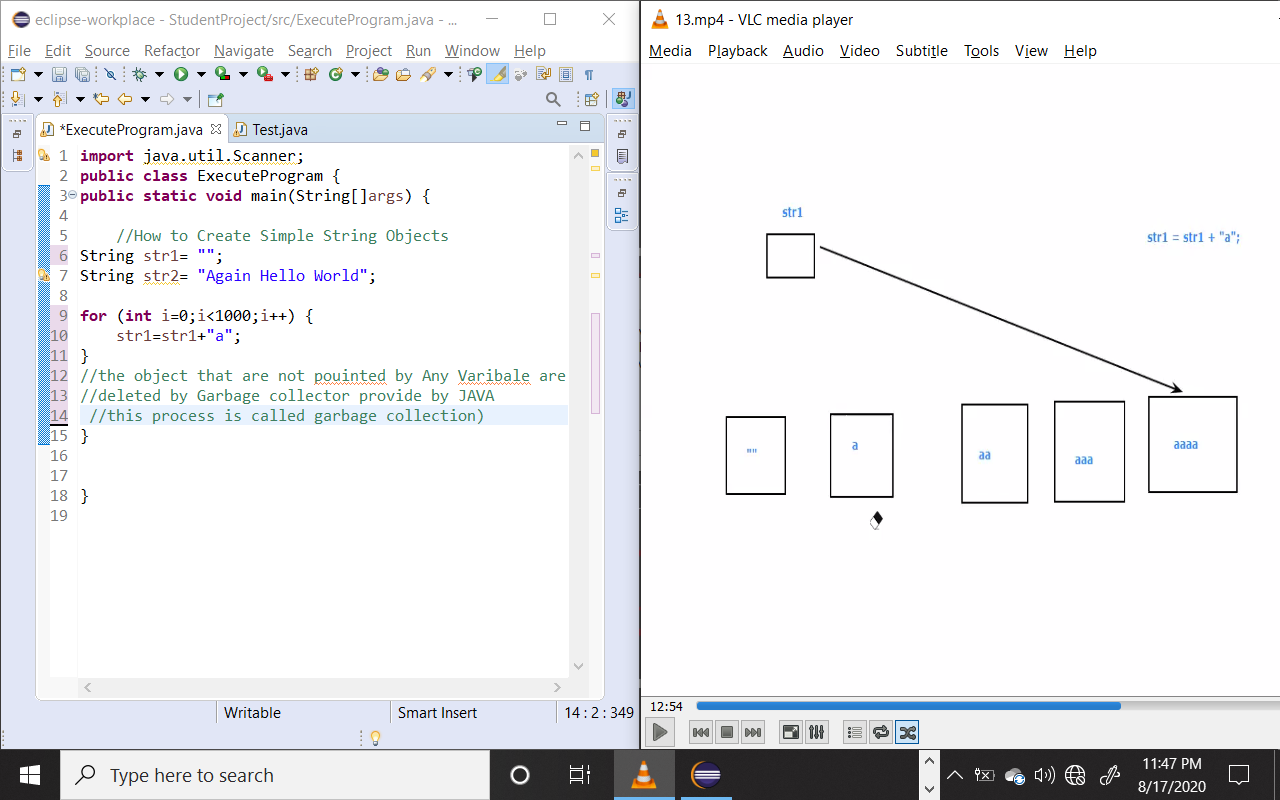 eclipse-workplace - StudentProject/src/ExecuteProgram.java - ...
File Edit Source Refactor Navigate Search Project Run Window Help
*ExecuteProgram.java
Test.java
1 import java.util.Scanner;
2 public class ExecuteProgram {
3 public static void main(String[]args) {
4
5 //How to Create Simple String Objects
6 String str1= "";
7 String str2= "Again Hello World";
8
9 for (int i=0;i<1000;i++) {
10 str1=str1+"a";
11 }
12 //the object that are not pouinted by Any Varibale are
13 //deleted by Garbage collector provide by JAVA
14 //this process is called garbage collection)
15 }
16
17
18 }
19
Writable
Smart Insert
14 : 2 : 349
13.mp4 - VLC media player
Media Playback Audio Video Subtitle Tools View Help
str1
str1 = str1 + "a";
""
a
aa
aaa
aaaa
12:54
Type here to search
11:47 PM
8/17/2020